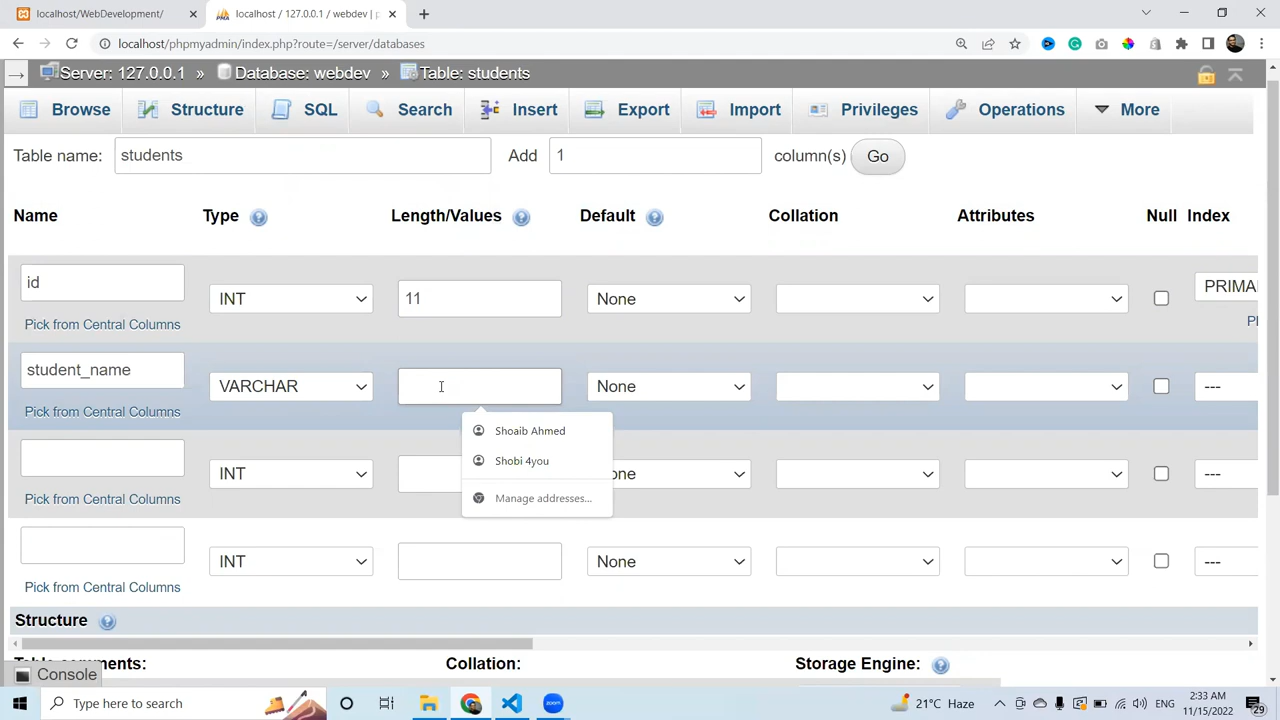 localhost/WebDevelopment/
localhost / 127.0.0.1 / webdev | p
localhost/phpmyadmin/index.php?route=/server/databases
Server: 127.0.0.1 » Database: webdev » Table: students
Browse Structure SQL Search Insert Export Import Privileges Operations More
Table name: students Add 1 column(s) Go
Name Type Length/Values Default Collation Attributes Null Index
id INT 11 None PRIMA
Pick from Central Columns
student_name VARCHAR None ---
Pick from Central Columns
Shoaib Ahmed
Shobi 4you
Manage addresses...
INT one ---
Pick from Central Columns
INT None ---
Pick from Central Columns
Structure
Collation: Storage Engine:
Console
Type here to search
21°C Haze ENG 2:33 AM
11/15/2022
29